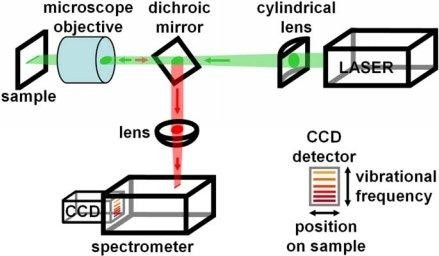 microscope
objective
dichroic
mirror
cylindrical
lens
LASER
sample
lens
CCD
detector
vibrational
frequency
position
on sample
CCD
spectrometer